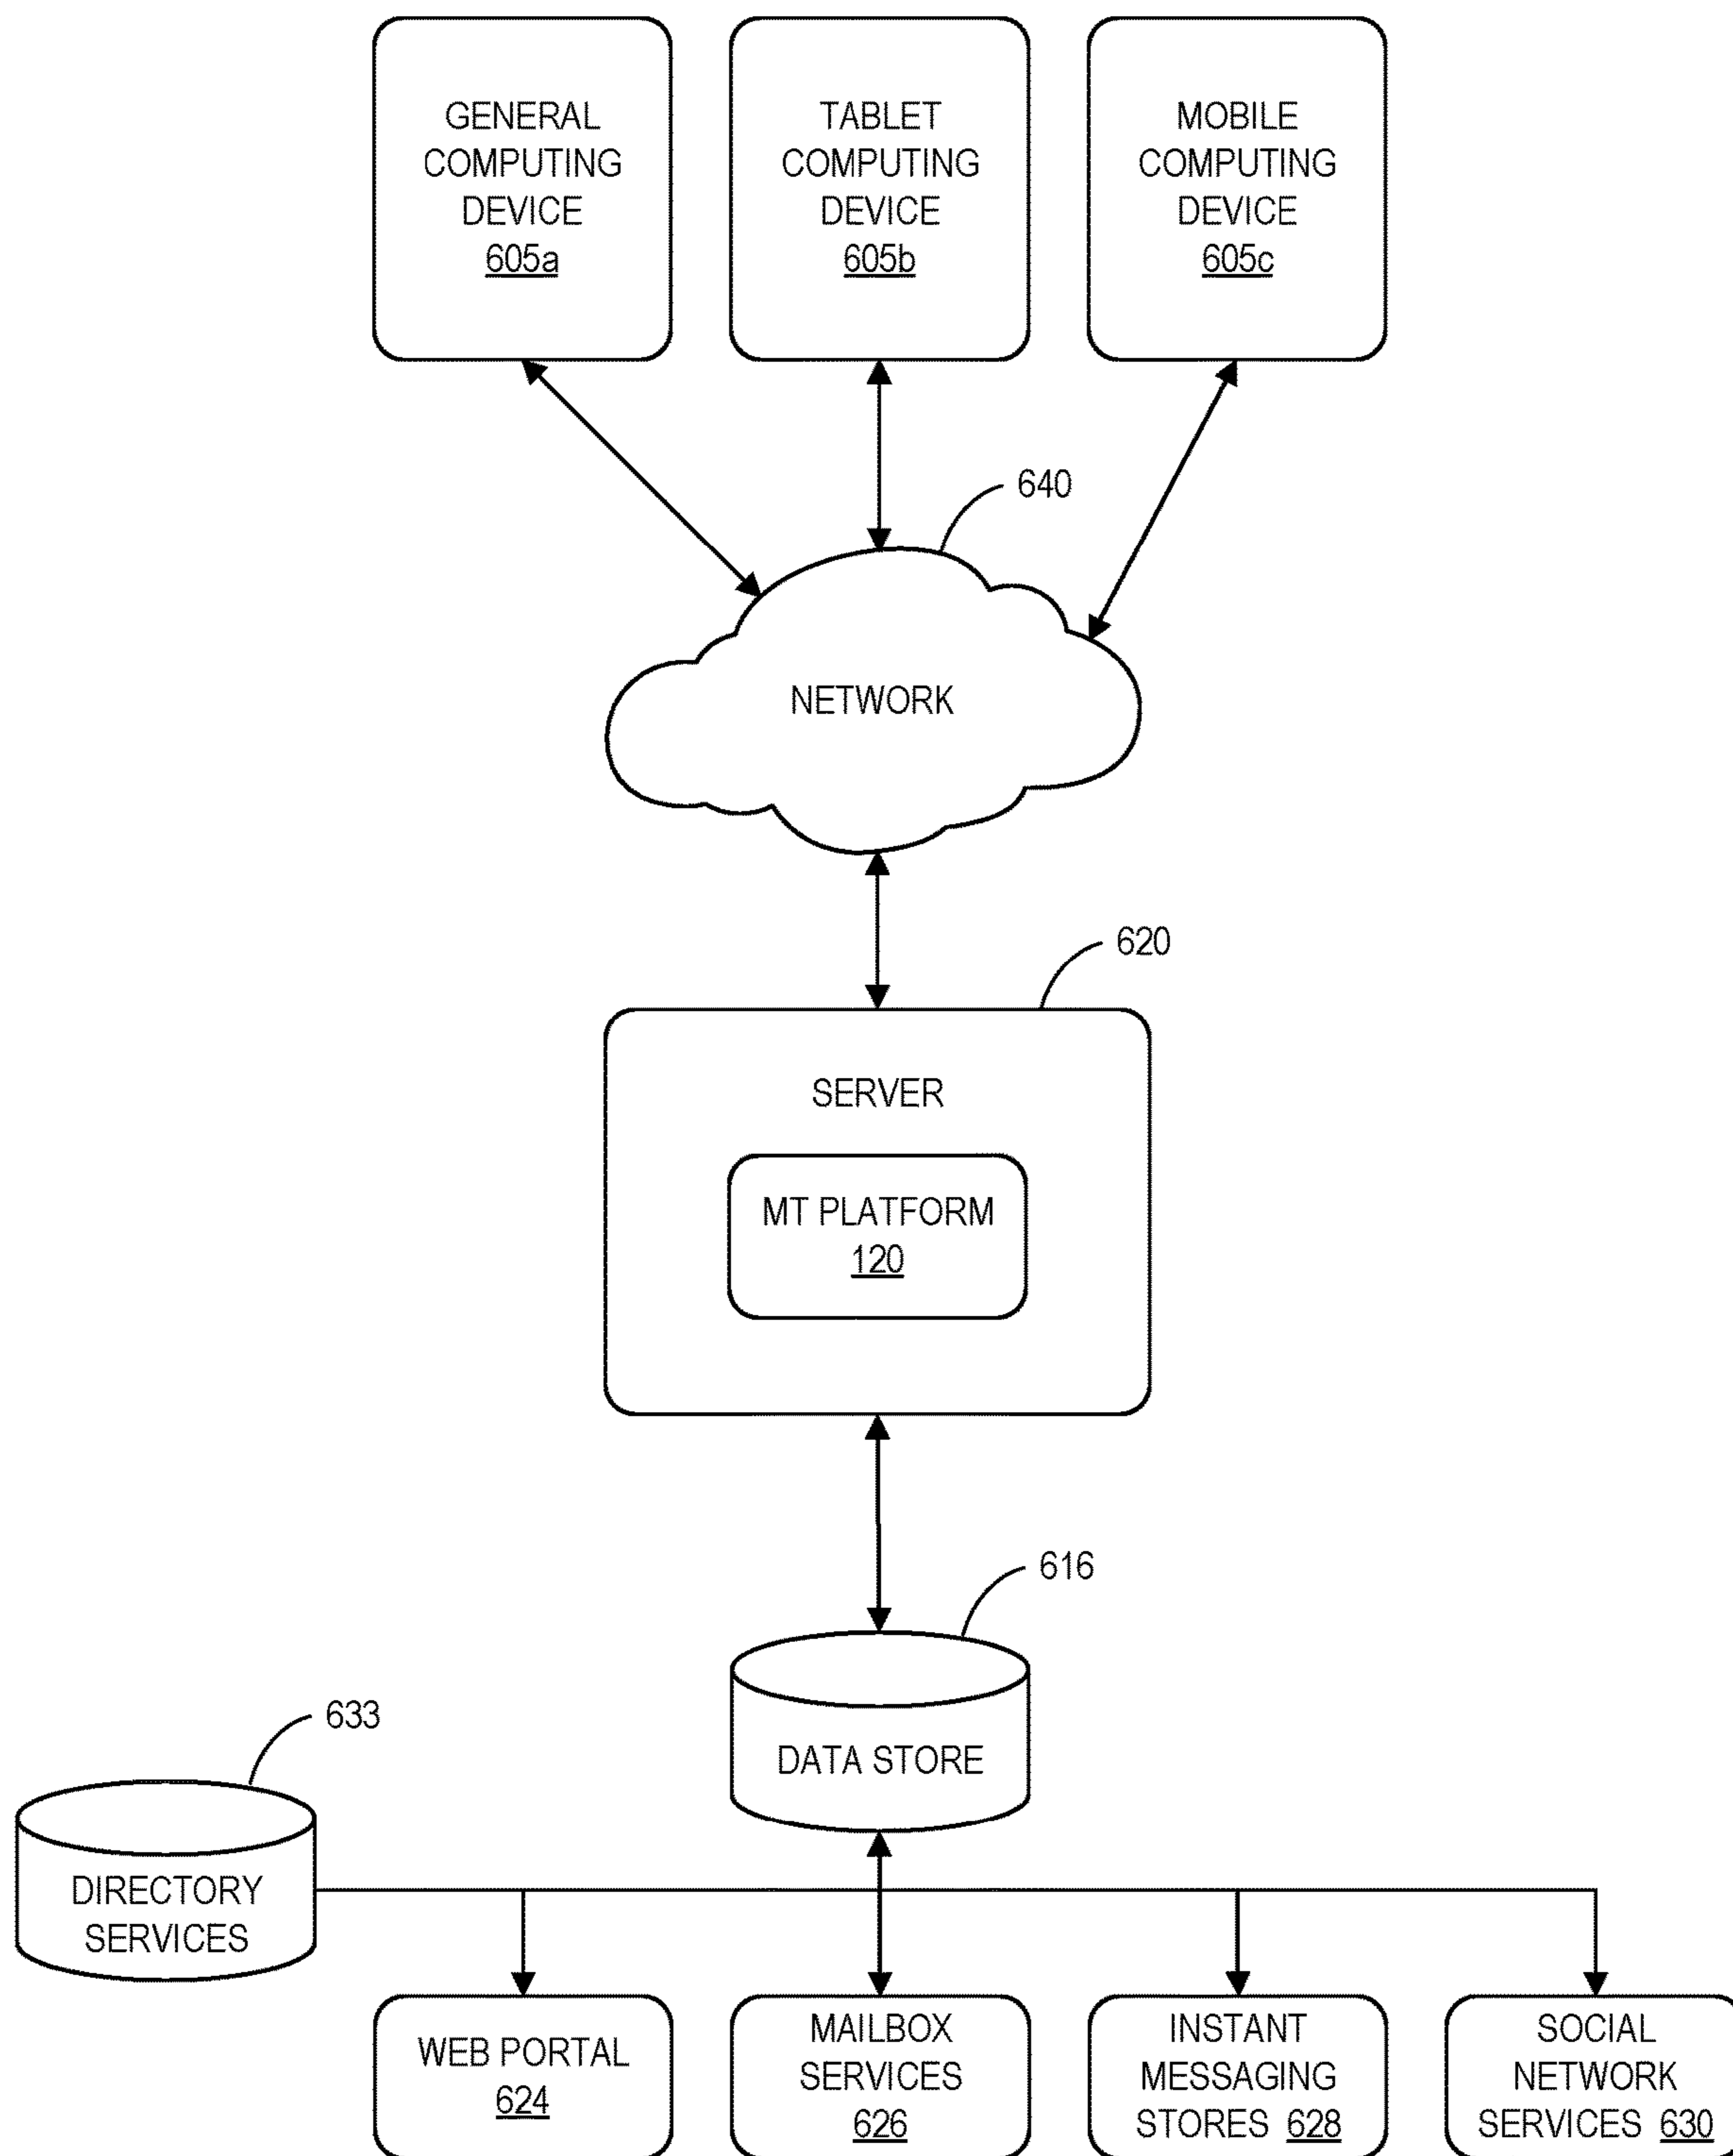 GENERAL
COMPUTING
DEVICE
605a
TABLET
COMPUTING
DEVICE
605b
MOBILE
COMPUTING
DEVICE
605c
640
NETWORK
620
SERVER
MT PLATFORM
120
616
DATA STORE
633
DIRECTORY
SERVICES
WEB PORTAL
624
MAILBOX
SERVICES
626
INSTANT
MESSAGING
STORES 628
SOCIAL
NETWORK
SERVICES 630